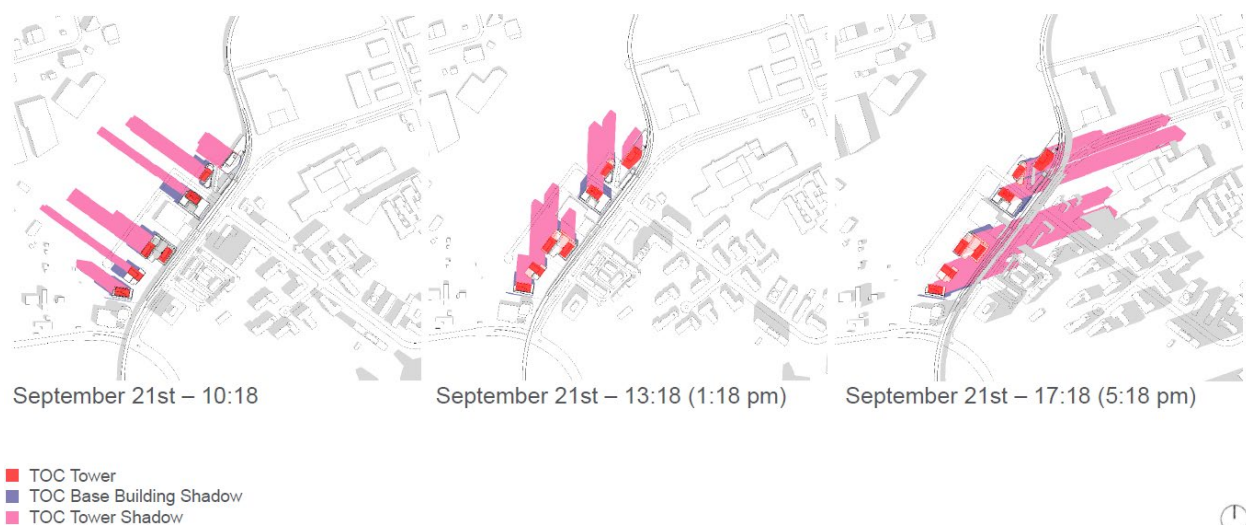 September 21st – 10:18
September 21st – 13:18 (1:18 pm)
September 21st – 17:18 (5:18 pm)
TOC Tower
TOC Base Building Shadow
TOC Tower Shadow